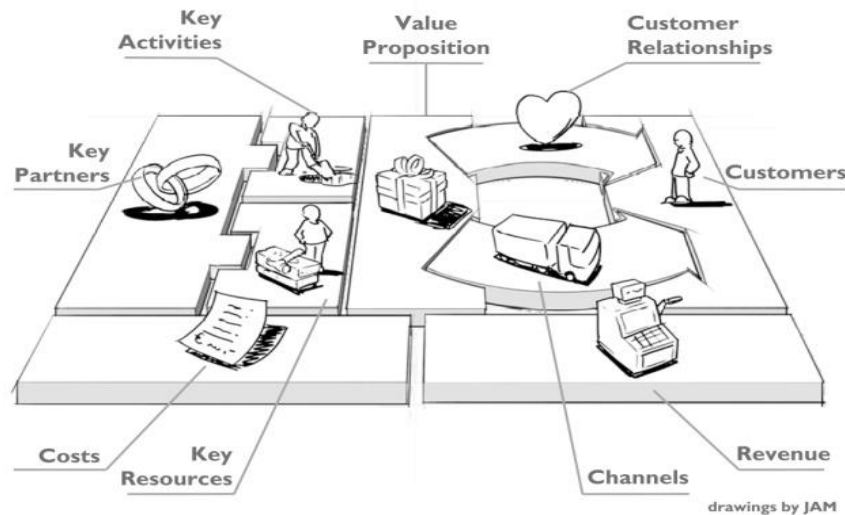 Key
Activities
Value
Proposition
Customer
Relationships
Key
Partners
Customers
Costs
Key
Resources
Channels
Revenue
drawings by JAM